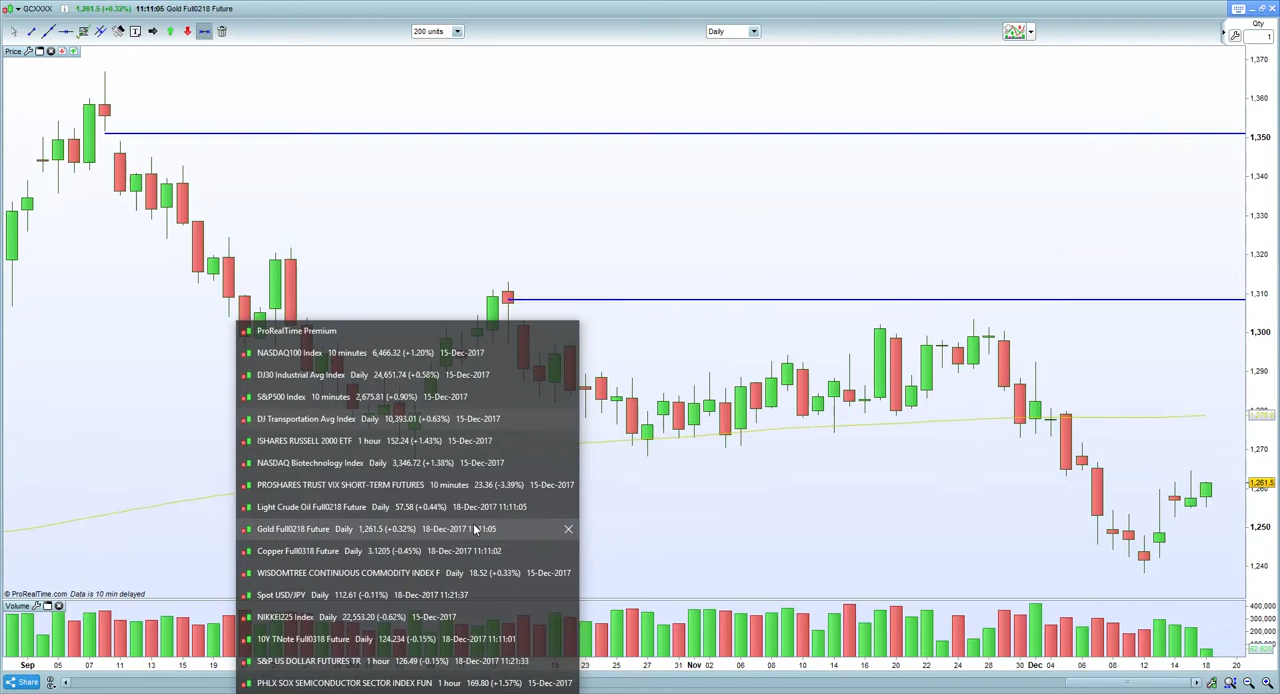 GCXXXX 1,261.5 (+0.32%) 11:11:05 Gold Full0218 Future
200 units
Daily
Qty
1
Price
1,370
1,350
1,340
1,330
1,320
1,310
1,300
1,290
1,270
1,261.5
1,250
1,240
ProRealTime Premium
NASDAQ100 Index 10 minutes 6,466.32 (+1.20%) 15-Dec-2017
DJ30 Industrial Avg Index Daily 24,651.74 (+0.58%) 15-Dec-2017
S&P500 Index 10 minutes 2,675.81 (+0.90%) 15-Dec-2017
DJ Transportation Avg Index Daily 10,393.01 (+0.63%) 15-Dec-2017
ISHARES RUSSELL 2000 ETF 1 hour 152.24 (+1.43%) 15-Dec-2017
NASDAQ Biotechnology Index Daily 3,346.72 (+1.38%) 15-Dec-2017
PROSHARES TRUST VIX SHORT-TERM FUTURES 10 minutes 23.36 (-3.39%) 15-Dec-2017
Light Crude Oil Full0218 Future Daily 57.58 (+0.44%) 18-Dec-2017 11:11:05
Gold Full0218 Future Daily 1,261.5 (+0.32%) 18-Dec-2017 11:11:05
Copper Full0318 Future Daily 3.1205 (-0.45%) 18-Dec-2017 11:11:02
WISDOMTREE CONTINUOUS COMMODITY INDEX F Daily 18.52 (+0.33%) 15-Dec-2017
Spot USD/JPY Daily 112.61 (-0.11%) 18-Dec-2017 11:21:37
NIKKEI225 Index Daily 22,553.20 (-0.62%) 15-Dec-2017
10Y TNote Full0318 Future Daily 124.234 (-0.15%) 18-Dec-2017 11:11:01
S&P US DOLLAR FUTURES TR 1 hour 126.49 (-0.15%) 18-Dec-2017 11:21:33
PHLX SOX SEMICONDUCTOR SECTOR INDEX FUN 1 hour 169.80 (+1.57%) 15-Dec-2017
© ProRealTime.com Data is 10 min delayed
Volume
400,000
300,000
200,000
Sep 05 07 11 13 15 19 23 25 27 31 Nov 02 06 08 10 14 16 20 22 24 28 30 Dec 04 06 08 12 14 18 20
Share